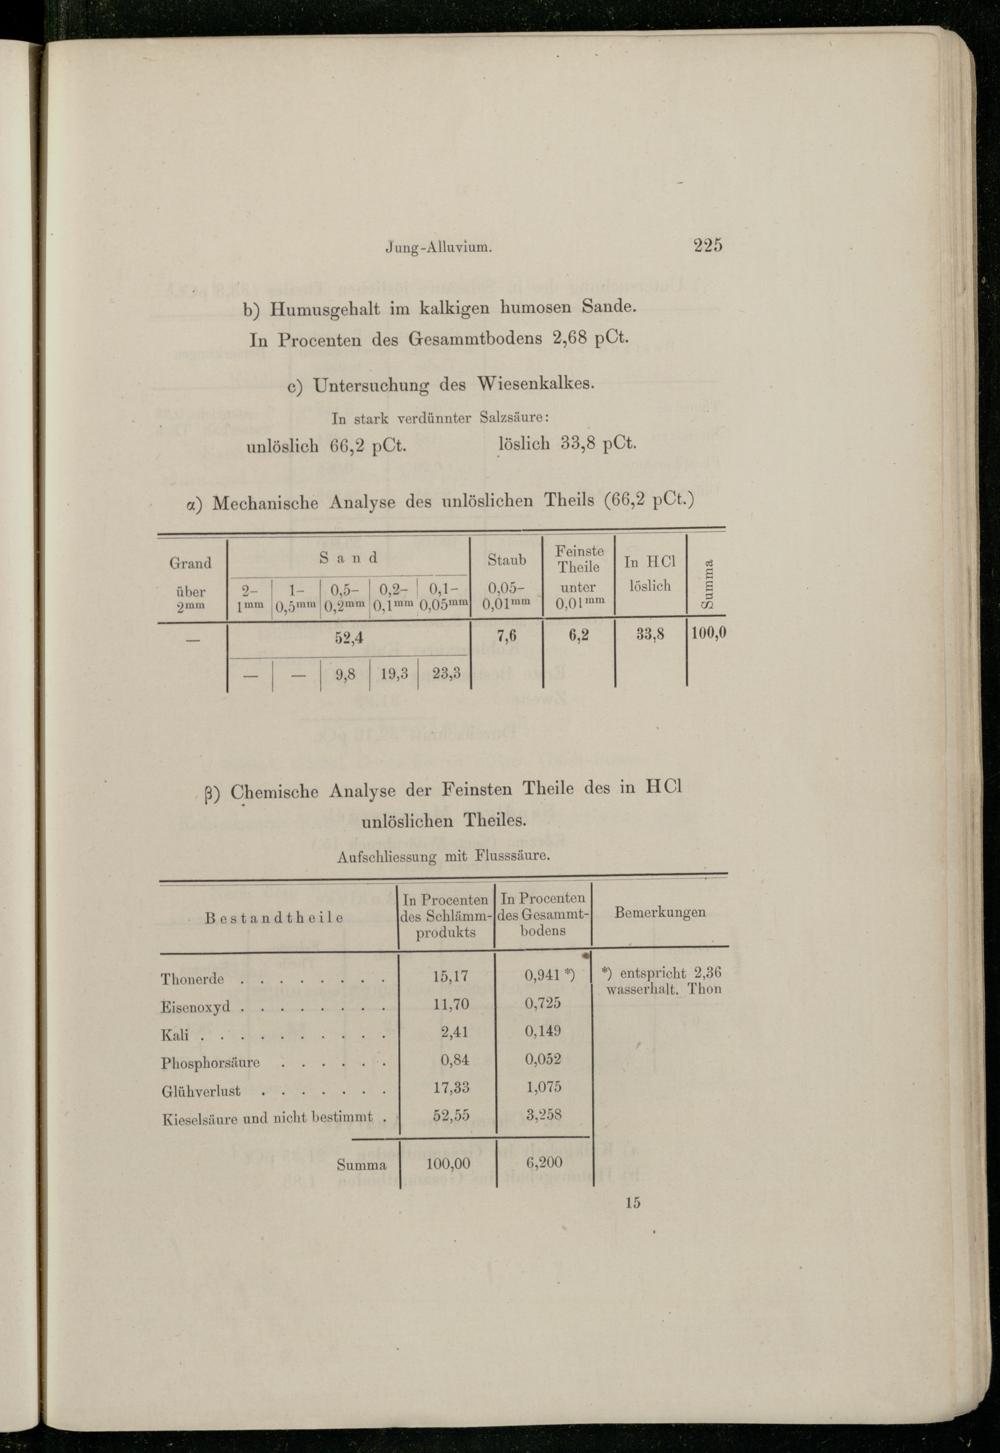 Jung-Alluvium. 225
b) Humusgehalt im kalkigen humosen Sande.
In Procenten des Gesammtbodens 2,68 pCt.
c) Untersuchung des Wiesenkalkes.
In stark verdünnter Salzsäure:
unlöslich 66,2 pCt. löslich 33,8 pCt.
α) Mechanische Analyse des unlöslichen Theils (66,2 pCt.)
Grand über 2mm | Sand | Staub 0,05–0,01mm | Feinste Theile unter 0,01mm | In HCl löslich | Summa
2–1mm | 1–0,5mm | 0,5–0,2mm | 0,2–0,1mm | 0,1–0,05mm
— | 52,4 | 7,6 | 6,2 | 33,8 | 100,0
— | — | 9,8 | 19,3 | 23,3
β) Chemische Analyse der Feinsten Theile des in HCl
unlöslichen Theiles.
Aufschliessung mit Flusssäure.
Bestandtheile | In Procenten des Schlämmprodukts | In Procenten des Gesammtbodens | Bemerkungen
Thonerde . . . . . . . . 15,17 0,941 *) *) entspricht 2,36
wasserhalt. Thon
Eisenoxyd . . . . . . . . 11,70 0,725
Kali . . . . . . . . . . 2,41 0,149
Phosphorsäure . . . . . . 0,84 0,052
Glühverlust . . . . . . . 17,33 1,075
Kieselsäure und nicht bestimmt . 52,55 3,258
Summa 100,00 6,200
15